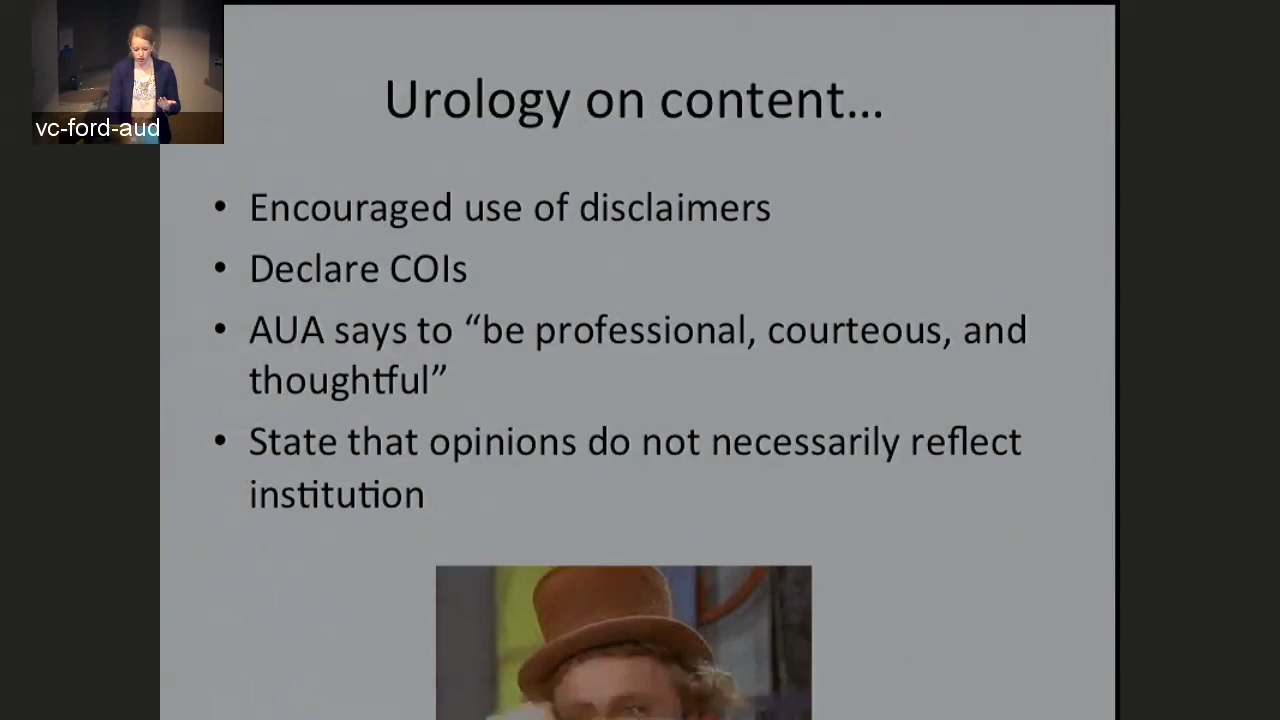 vc-ford-aud
Urology on content…
• Encouraged use of disclaimers
• Declare COIs
• AUA says to “be professional, courteous, and
thoughtful”
• State that opinions do not necessarily reflect
institution